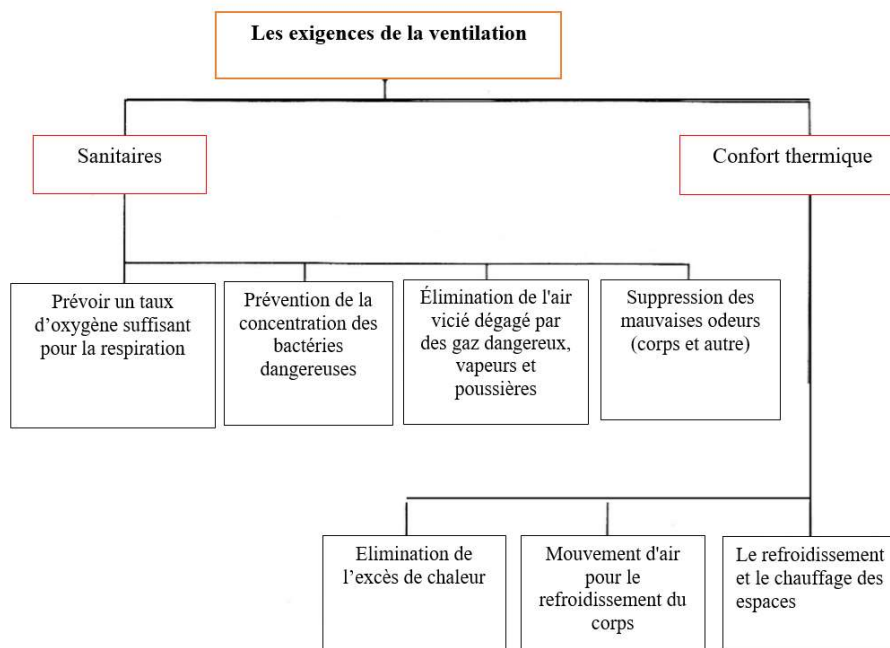 Les exigences de la ventilation
Sanitaires
Confort thermique
Prévoir un taux
d’oxygène suffisant
pour la respiration
Prévention de la
concentration des
bactéries
dangereuses
Élimination de l'air
vicié dégagé par
des gaz dangereux,
vapeurs et
poussières
Suppression des
mauvaises odeurs
(corps et autre)
Elimination de
l’excès de chaleur
Mouvement d'air
pour le
refroidissement du
corps
Le refroidissement
et le chauffage des
espaces